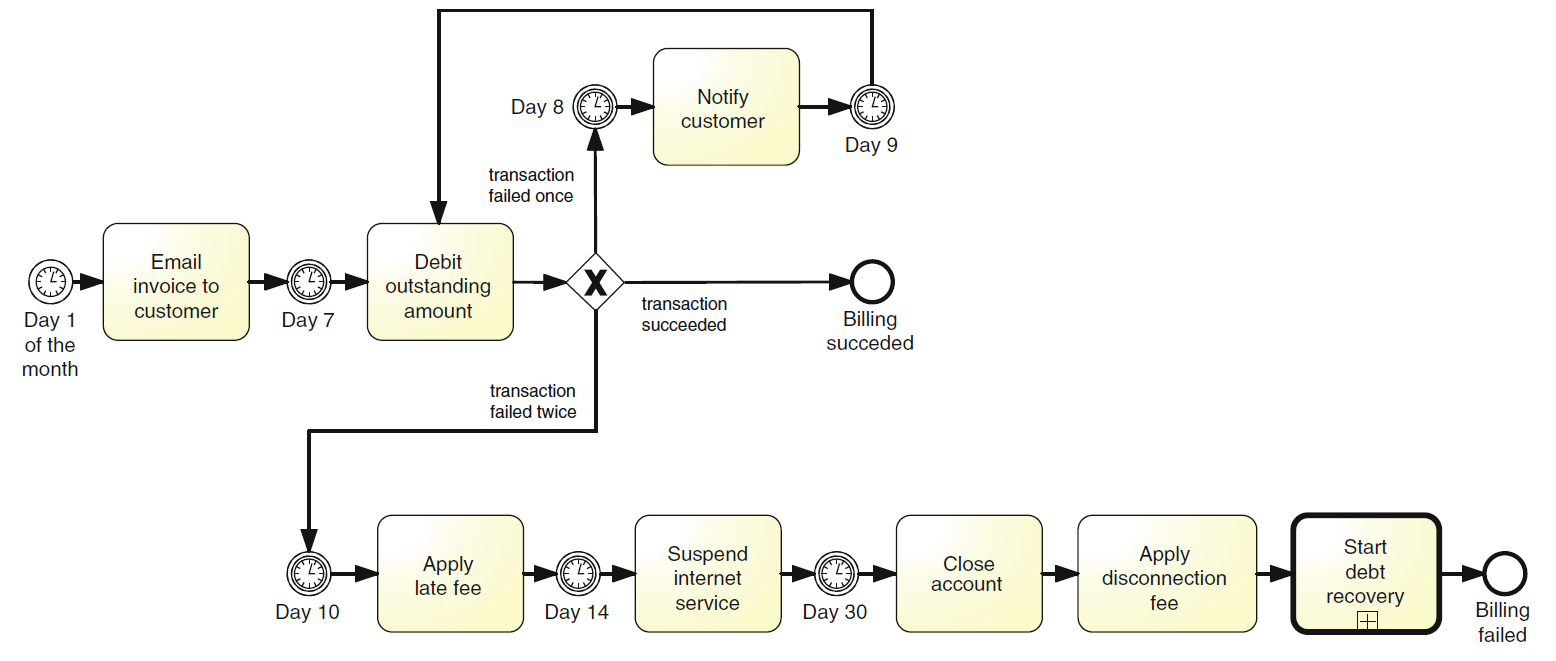 Day 8
Notify
customer
Day 9
transaction
failed once
Email
invoice to
customer
Debit
outstanding
amount
X
Day 1
of the
month
Day 7
transaction
succeeded
Billing
succeded
transaction
failed twice
Apply
late fee
Suspend
internet
service
Close
account
Apply
disconnection
fee
Start
debt
recovery
Day 10
Day 14
Day 30
Billing
failed